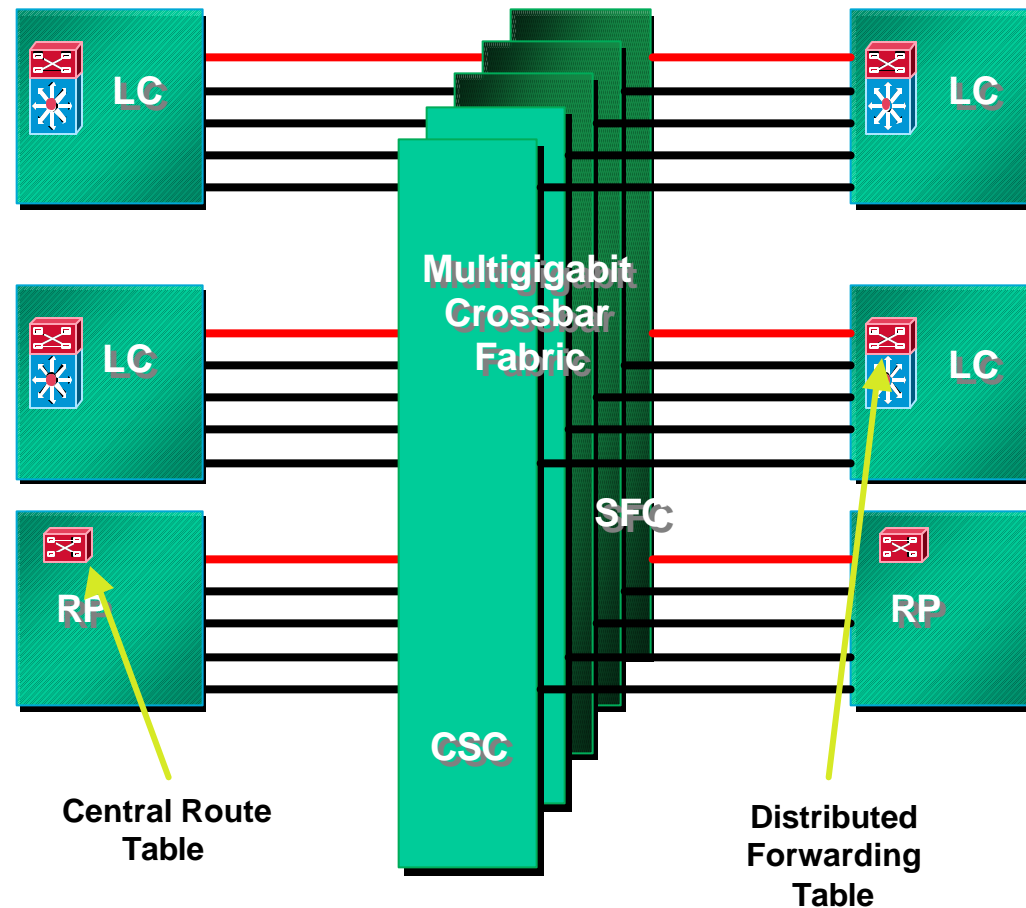 LC
LC
Multigigabit
Crossbar
Fabric
LC
LC
SFC
RP
RP
CSC
Central Route
Table
Distributed
Forwarding
Table